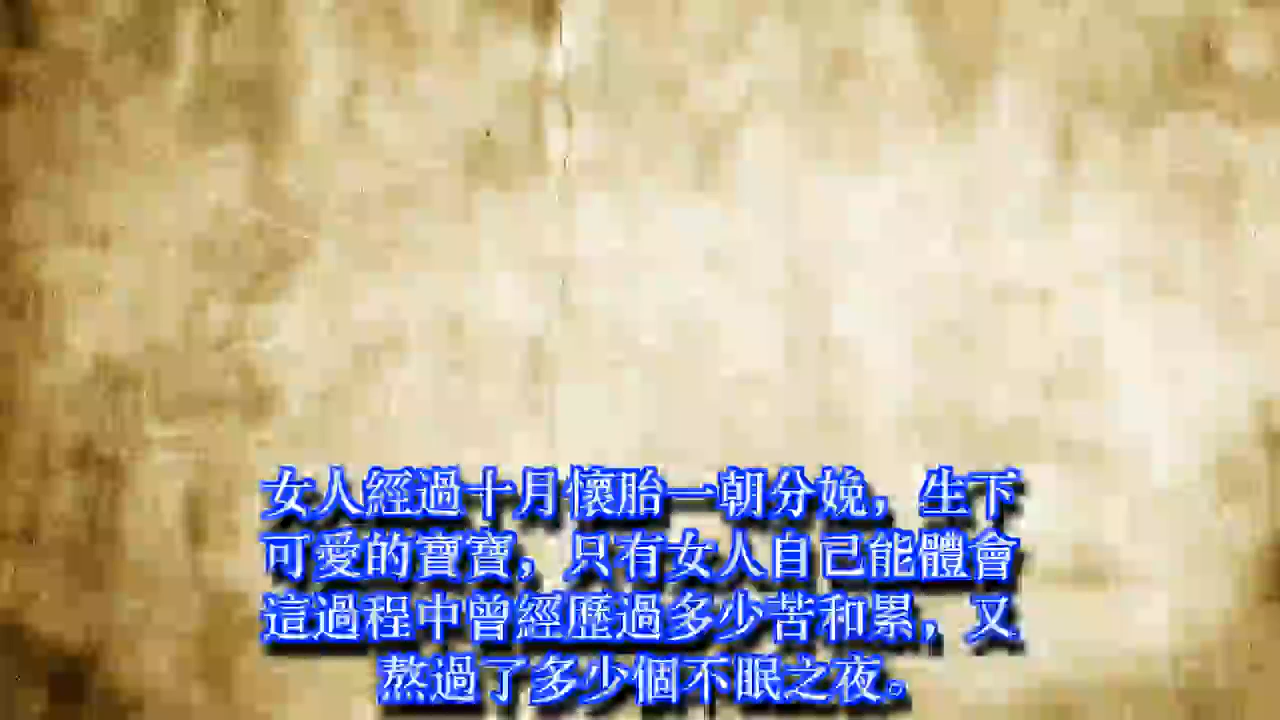 女人經過十月懷胎一朝分娩，生下
可愛的寶寶，只有女人自己能體會
這過程中曾經歷過多少苦和累，又
熬過了多少個不眠之夜。